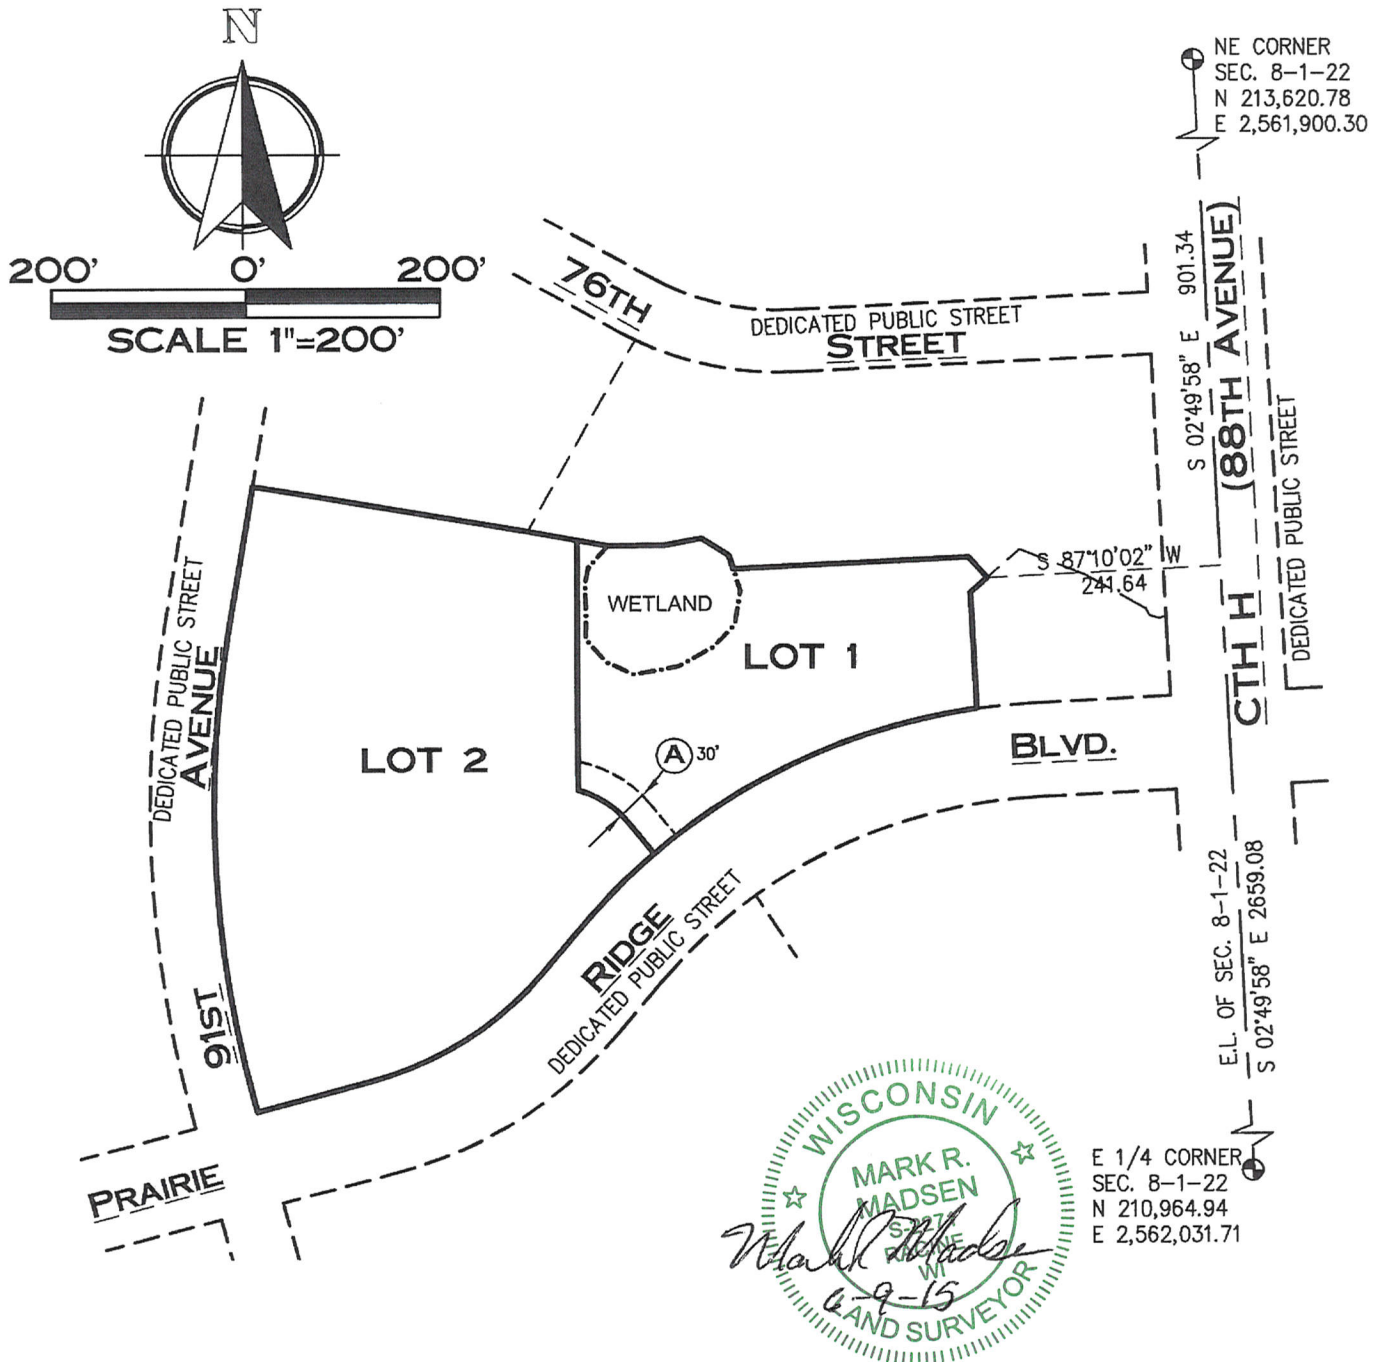 N
NE CORNER
SEC. 8-1-22
N 213,620.78
E 2,561,900.30
200' 0' 200'
SCALE 1"=200'
76TH
STREET
DEDICATED PUBLIC STREET
S 02°49'58" E 901.34
CTH H (88TH AVENUE)
DEDICATED PUBLIC STREET
S 87°10'02" W
241.64
WETLAND
LOT 1
LOT 2
A 30'
DEDICATED PUBLIC STREET
91ST AVENUE
PRAIRIE RIDGE BLVD.
DEDICATED PUBLIC STREET
E.L. OF SEC. 8-1-22
S 02°49'58" E 2659.08
E 1/4 CORNER
SEC. 8-1-22
N 210,964.94
E 2,562,031.71
WISCONSIN
MARK R.
MADSEN
RACINE
WI
LAND SURVEYOR
Mark R Madsen
6-9-15